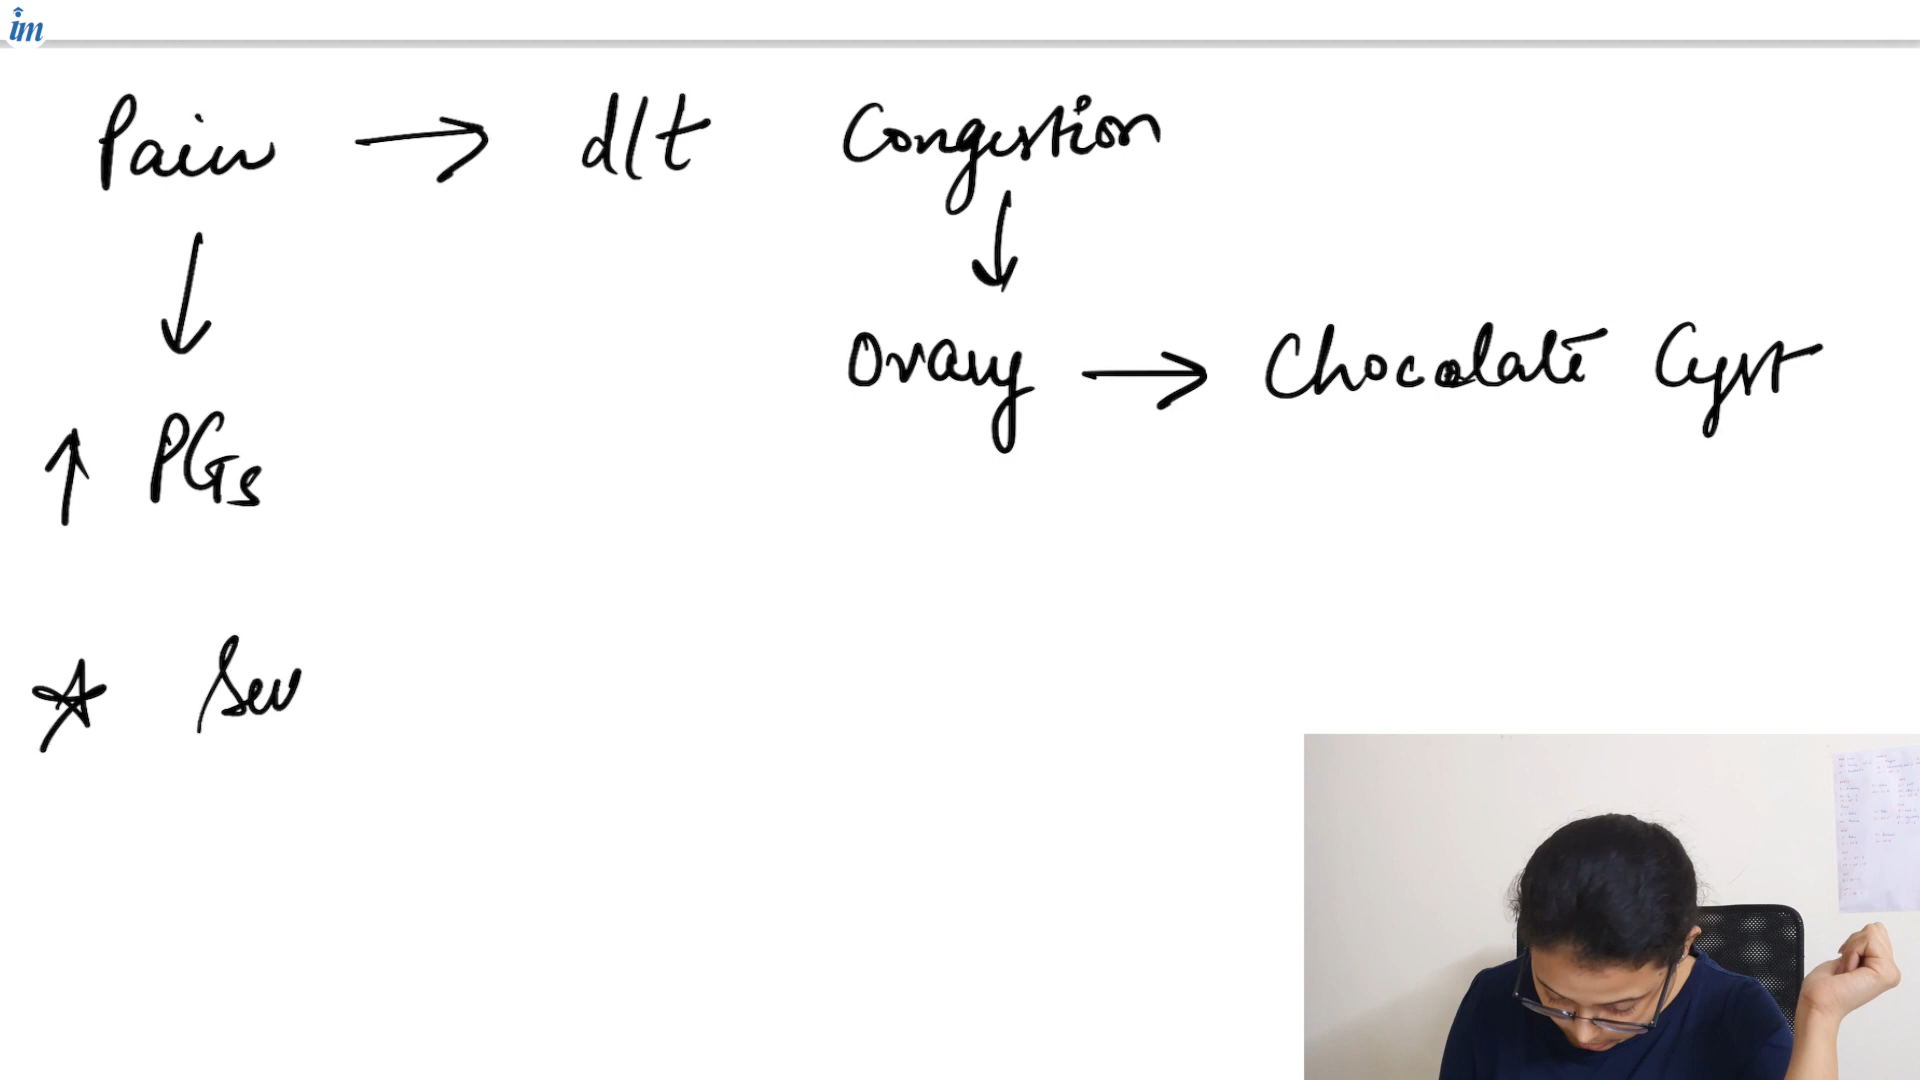 im
Pain → d/t Congestion
↓ ↓
Ovary → Chocolate Cyst
↑ PGs
☆ Sev